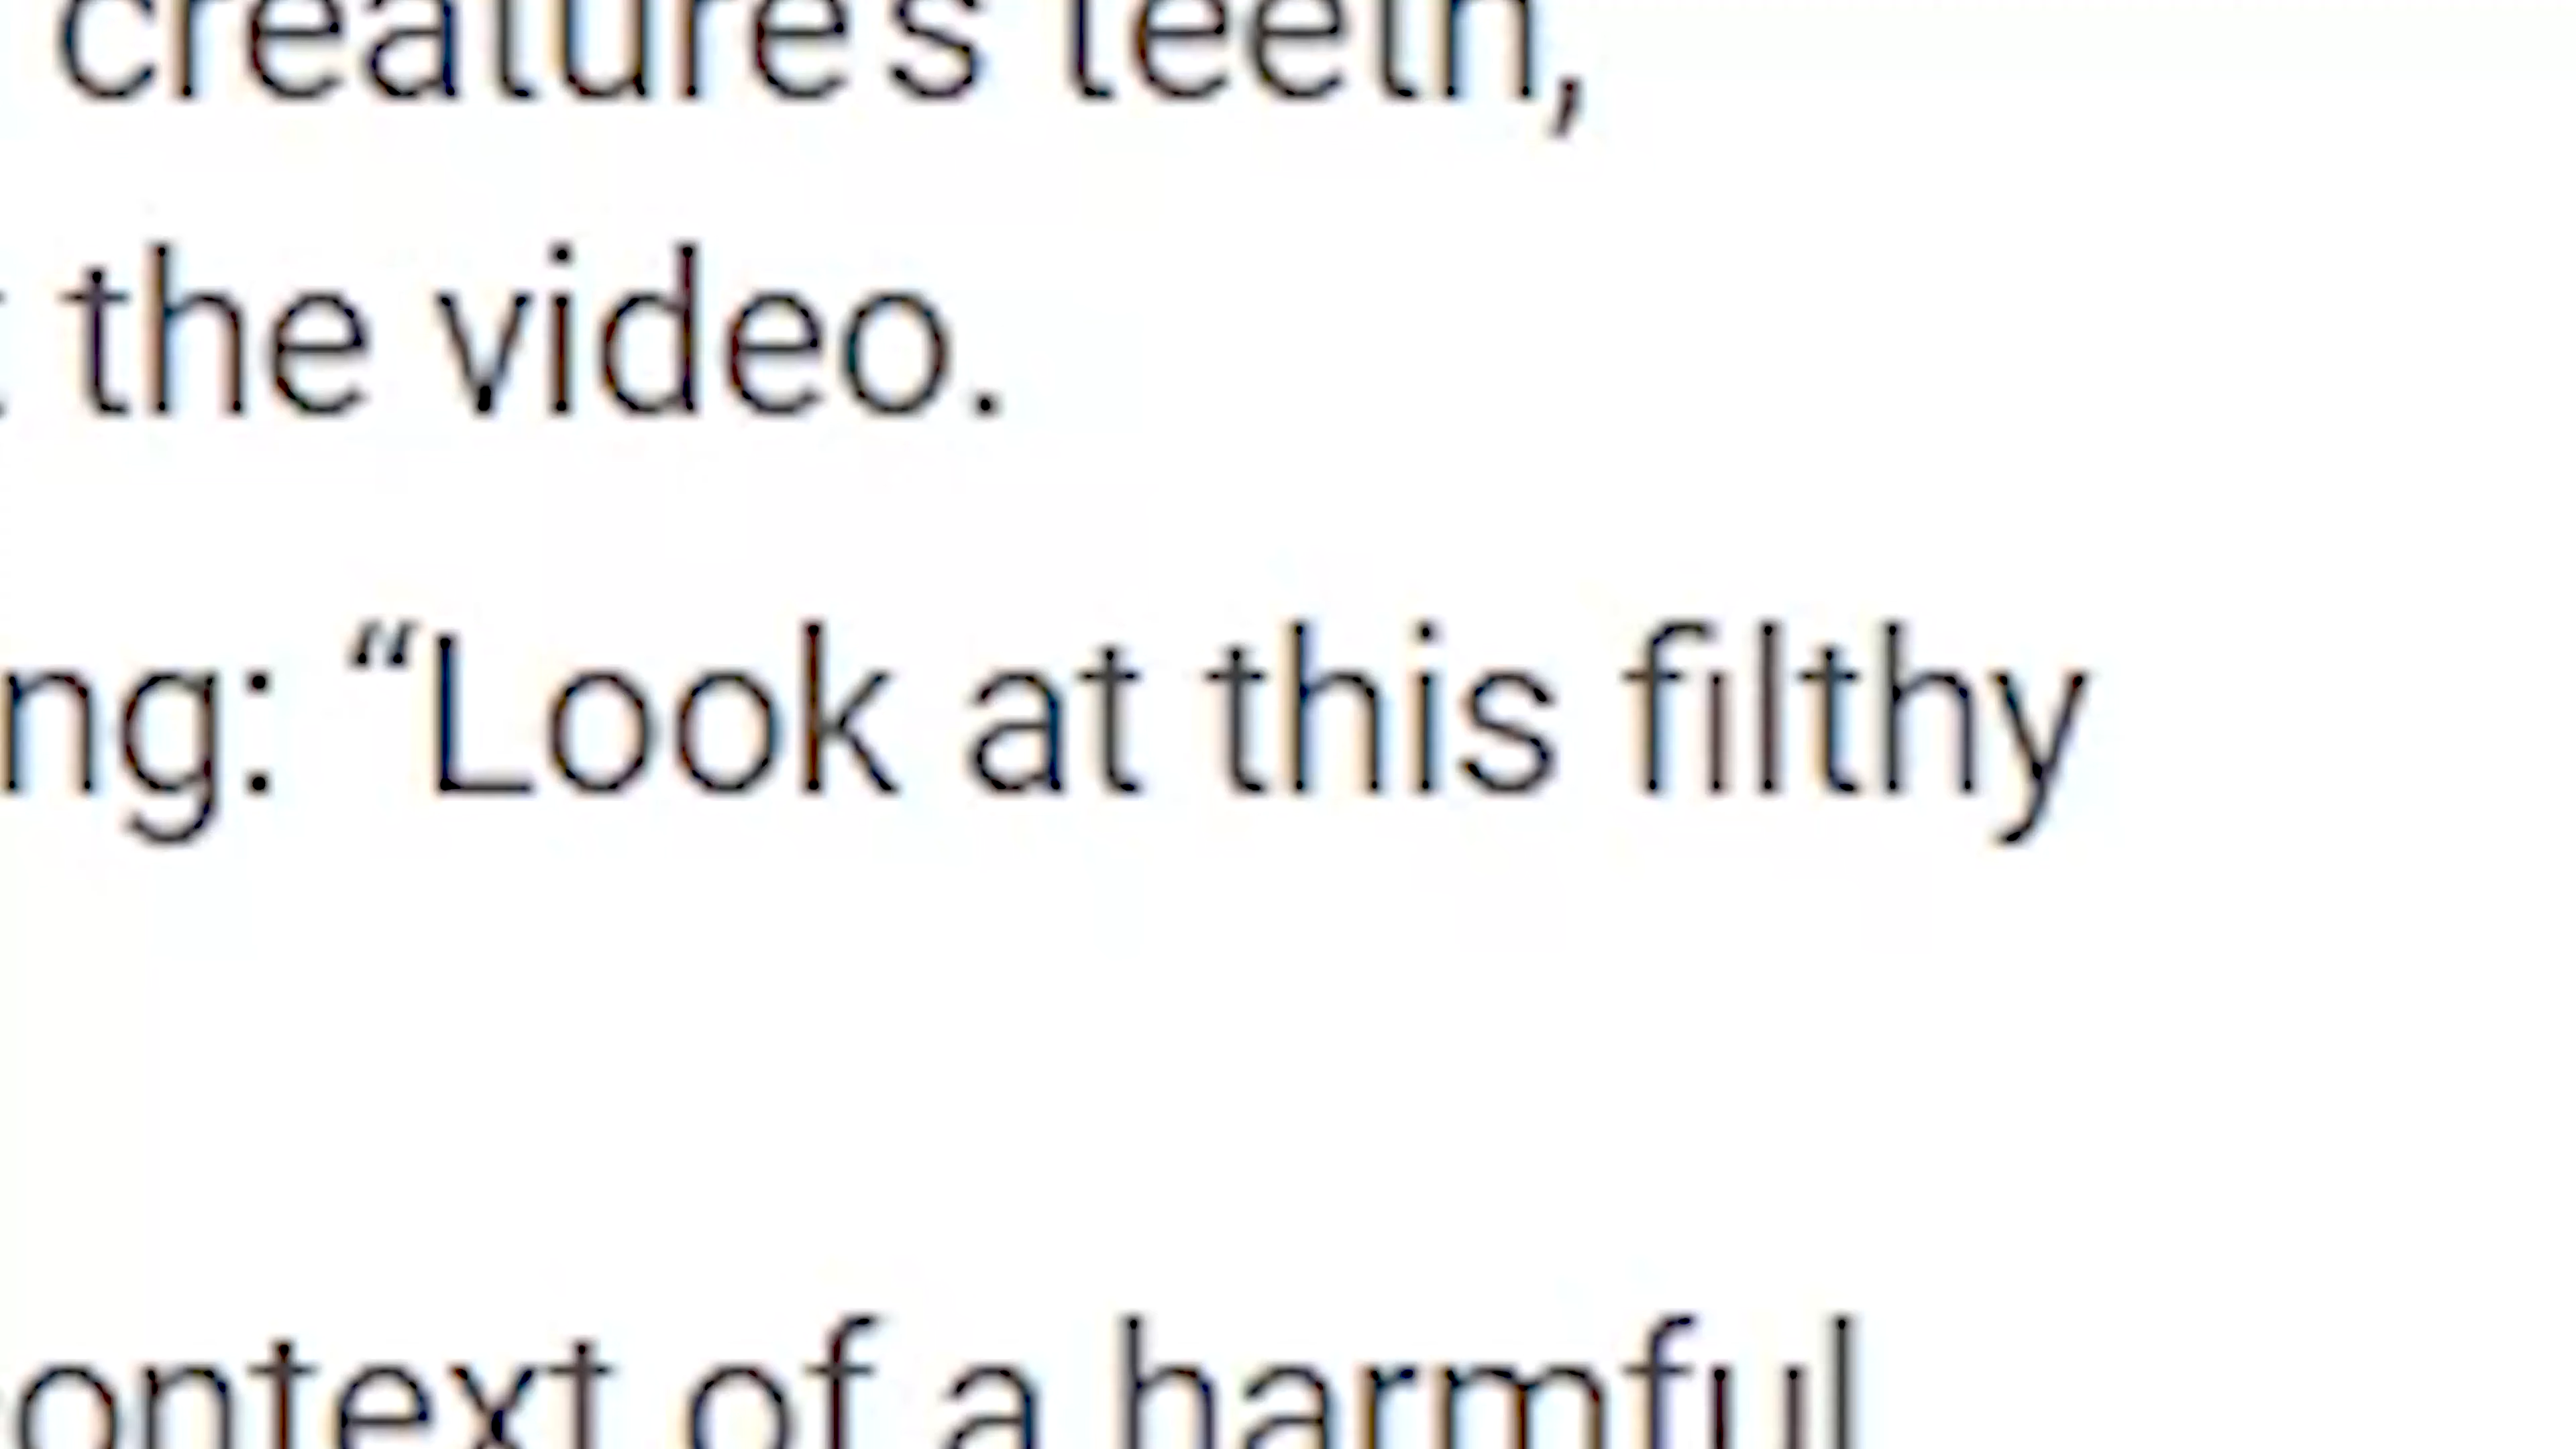 creature's teeth,
the video.
ng: “Look at this filthy
ontext of a harmful